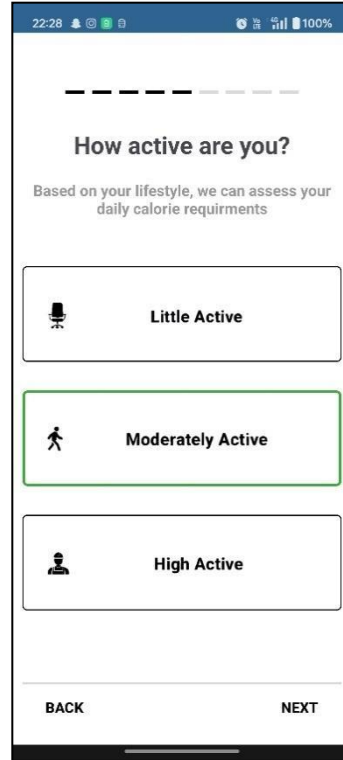 22:28 100%
How active are you?
Based on your lifestyle, we can assess your
daily calorie requirments
Little Active
Moderately Active
High Active
BACK NEXT